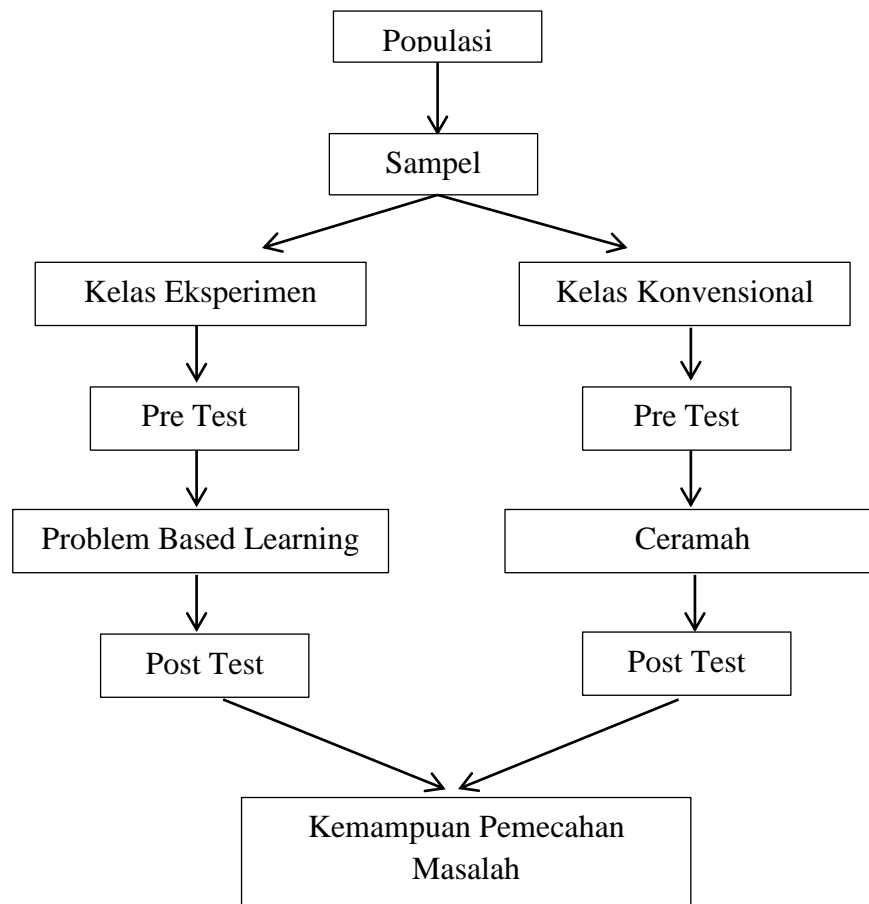 Populasi
Sampel
Kelas Eksperimen
Kelas Konvensional
Pre Test
Pre Test
Problem Based Learning
Ceramah
Post Test
Post Test
Kemampuan Pemecahan
Masalah